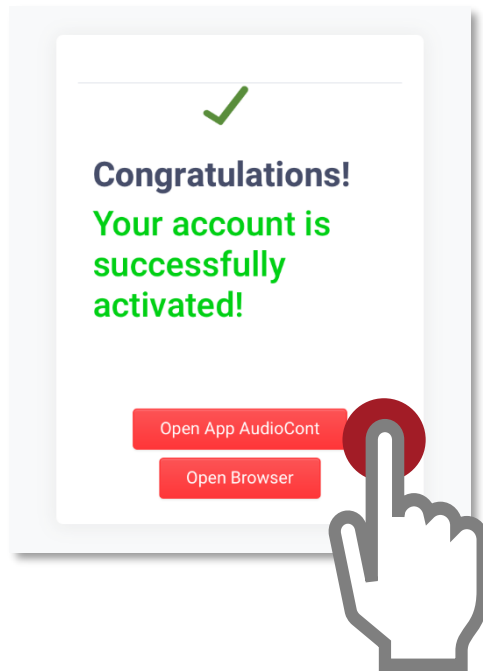 Congratulations!
Your account is
successfully
activated!
Open App AudioCont
Open Browser